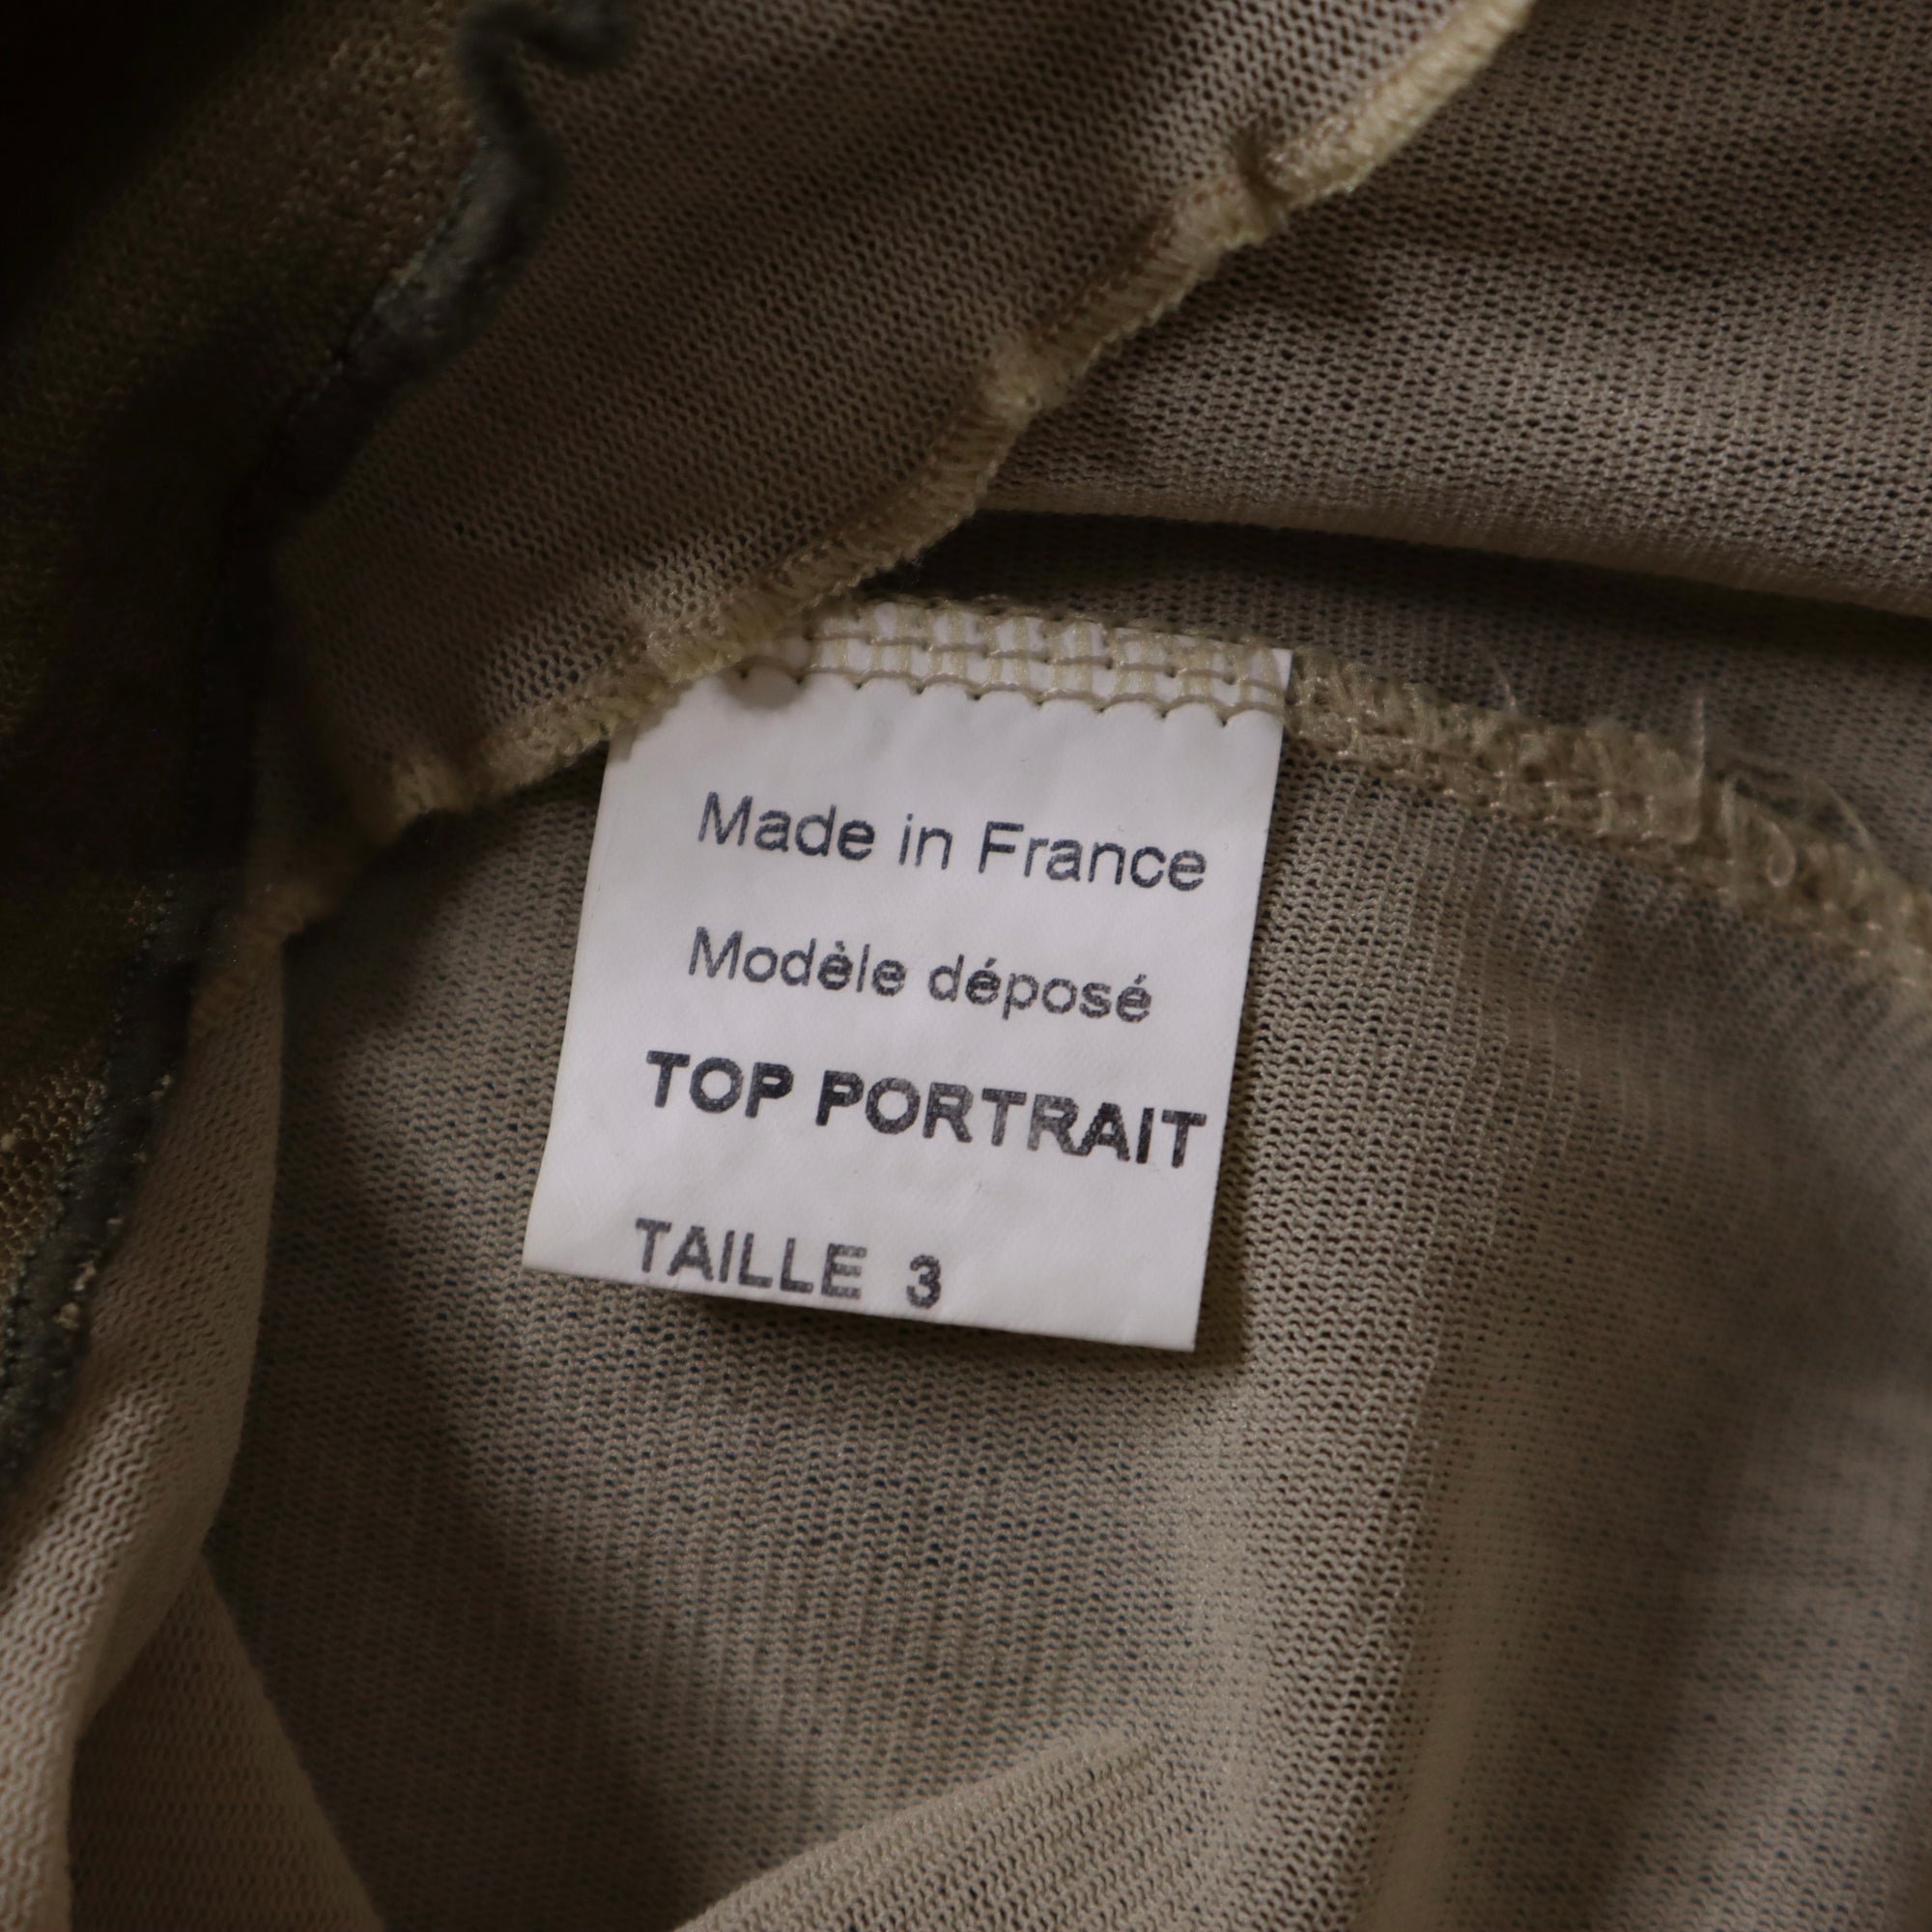 Made in France
Modèle déposé
TOP PORTRAIT
TAILLE 3